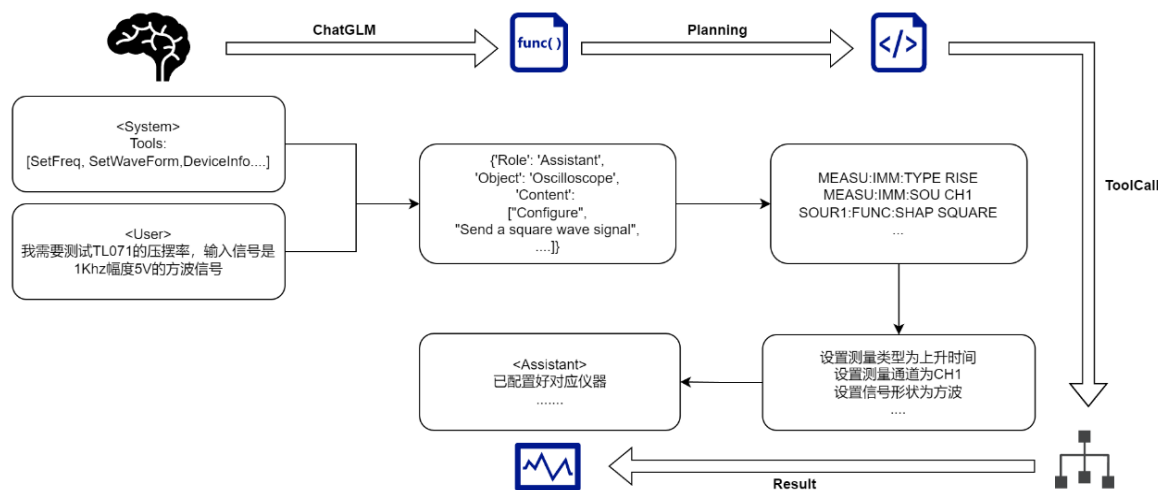 ChatGLM
func( )
Planning
</>
<System>
Tools:
[SetFreq, SetWaveForm,DeviceInfo....]
<User>
我需要测试TL071的压摆率，输入信号是
1Khz幅度5V的方波信号
{'Role': 'Assistant',
'Object': 'Oscilloscope',
'Content':
["Configure",
"Send a square wave signal",
....]}
MEASU:IMM:TYPE RISE
MEASU:IMM:SOU CH1
SOUR1:FUNC:SHAP SQUARE
...
ToolCall
<Assistant>
已配置好对应仪器
.......
设置测量类型为上升时间
设置测量通道为CH1
设置信号形状为方波
....
Result